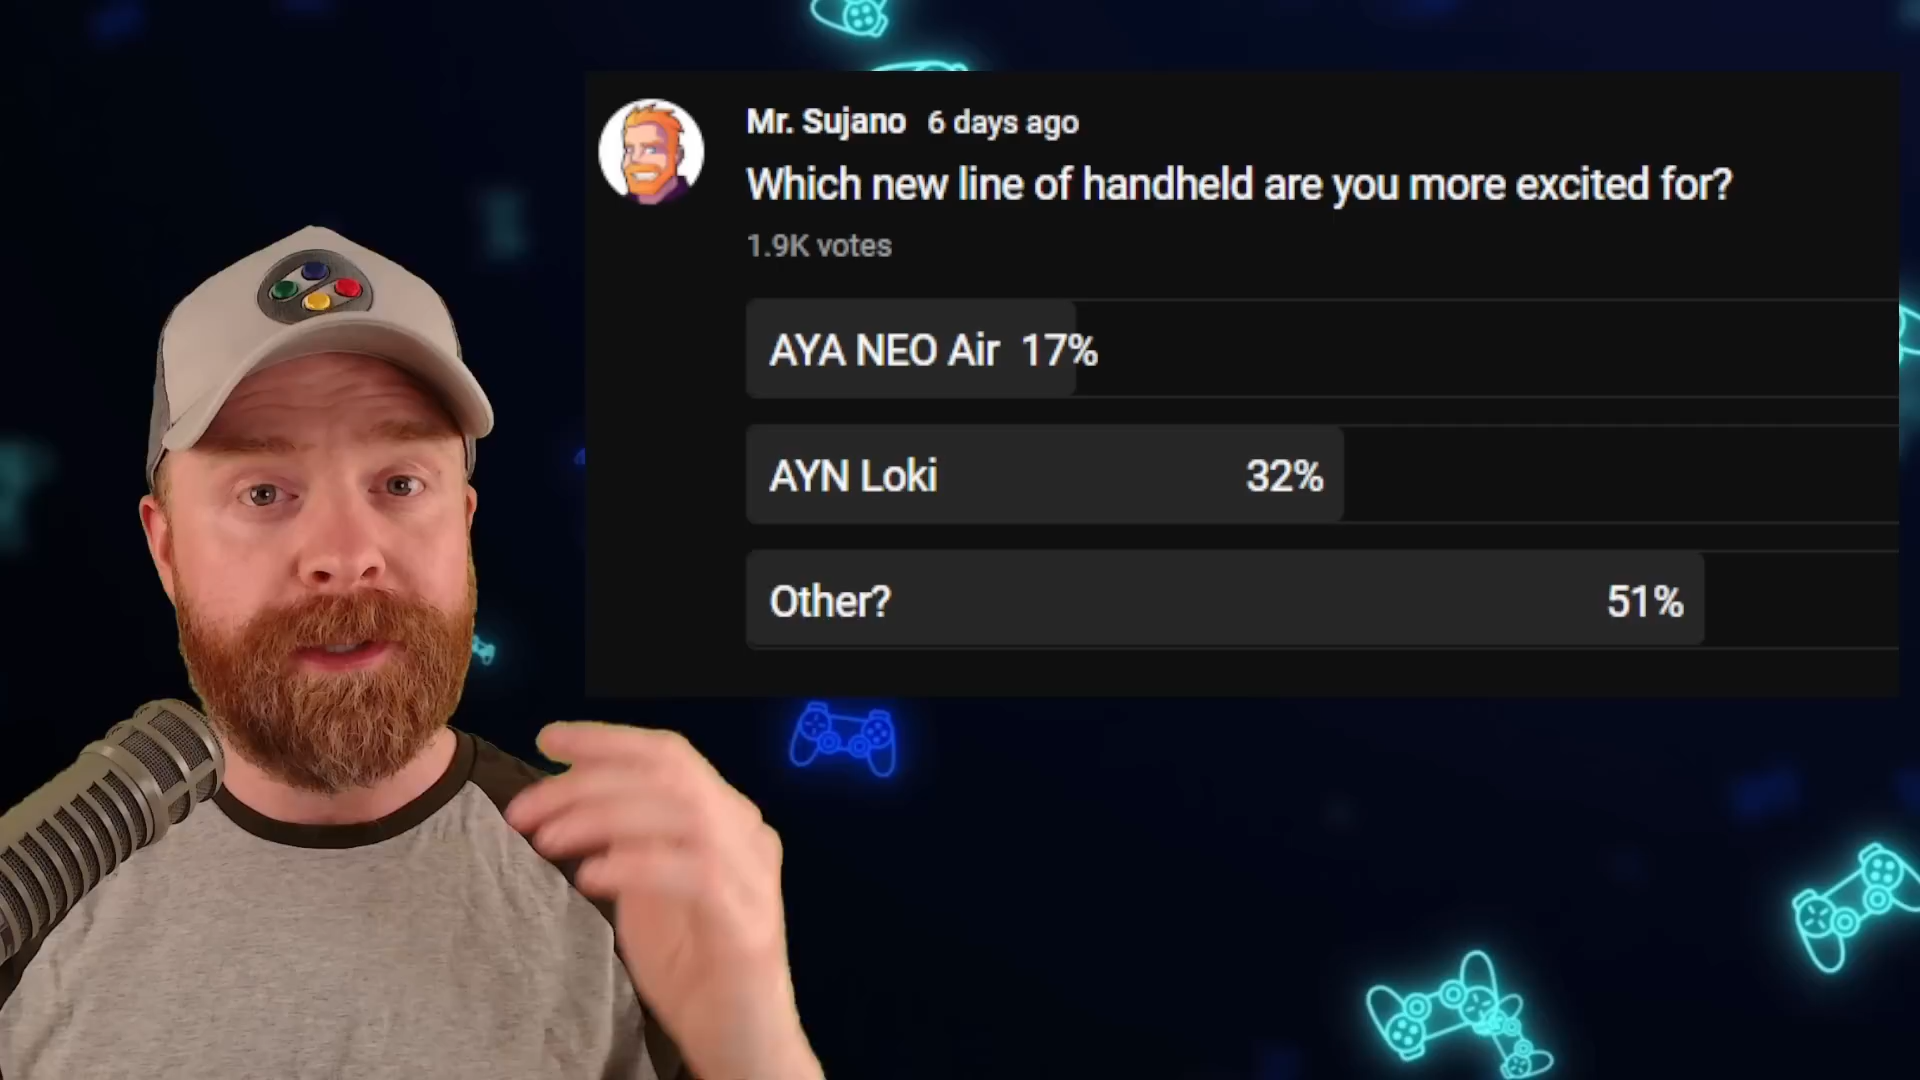 Mr. Sujano 6 days ago
Which new line of handheld are you more excited for?
1.9K votes
AYA NEO Air 17%
AYN Loki 32%
Other? 51%